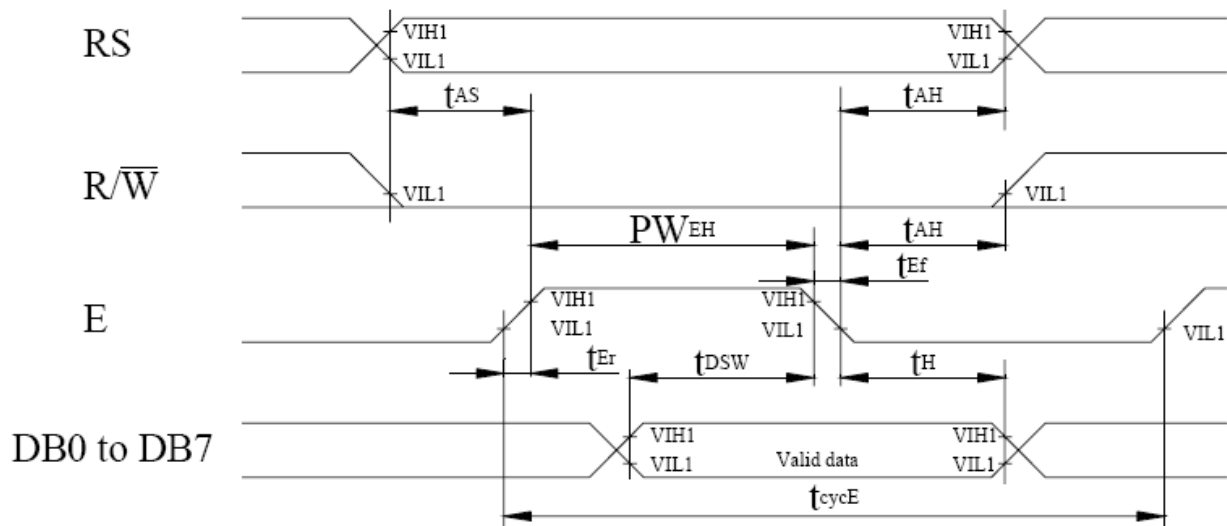 RS
VIH1
VIL1
VIH1
VIL1
tAS
tAH
R/W̅
VIL1
VIL1
PWEH
tAH
tEf
E
VIH1
VIL1
VIH1
VIL1
VIL1
tEr
tDSW
tH
DB0 to DB7
VIH1
VIL1
Valid data
VIH1
VIL1
tcycE